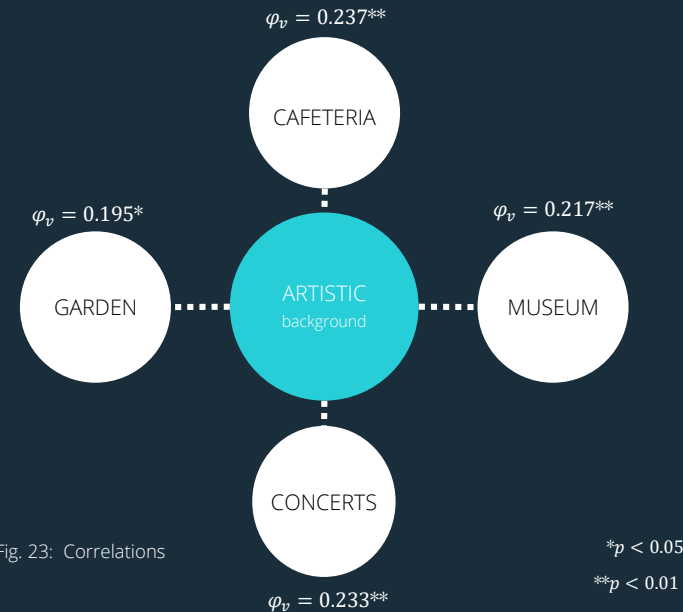 φᵥ = 0.237**
CAFETERIA
φᵥ = 0.195*
φᵥ = 0.217**
GARDEN
ARTISTIC
background
MUSEUM
CONCERTS
Fig. 23: Correlations
*p < 0.05
**p < 0.01
φᵥ = 0.233**